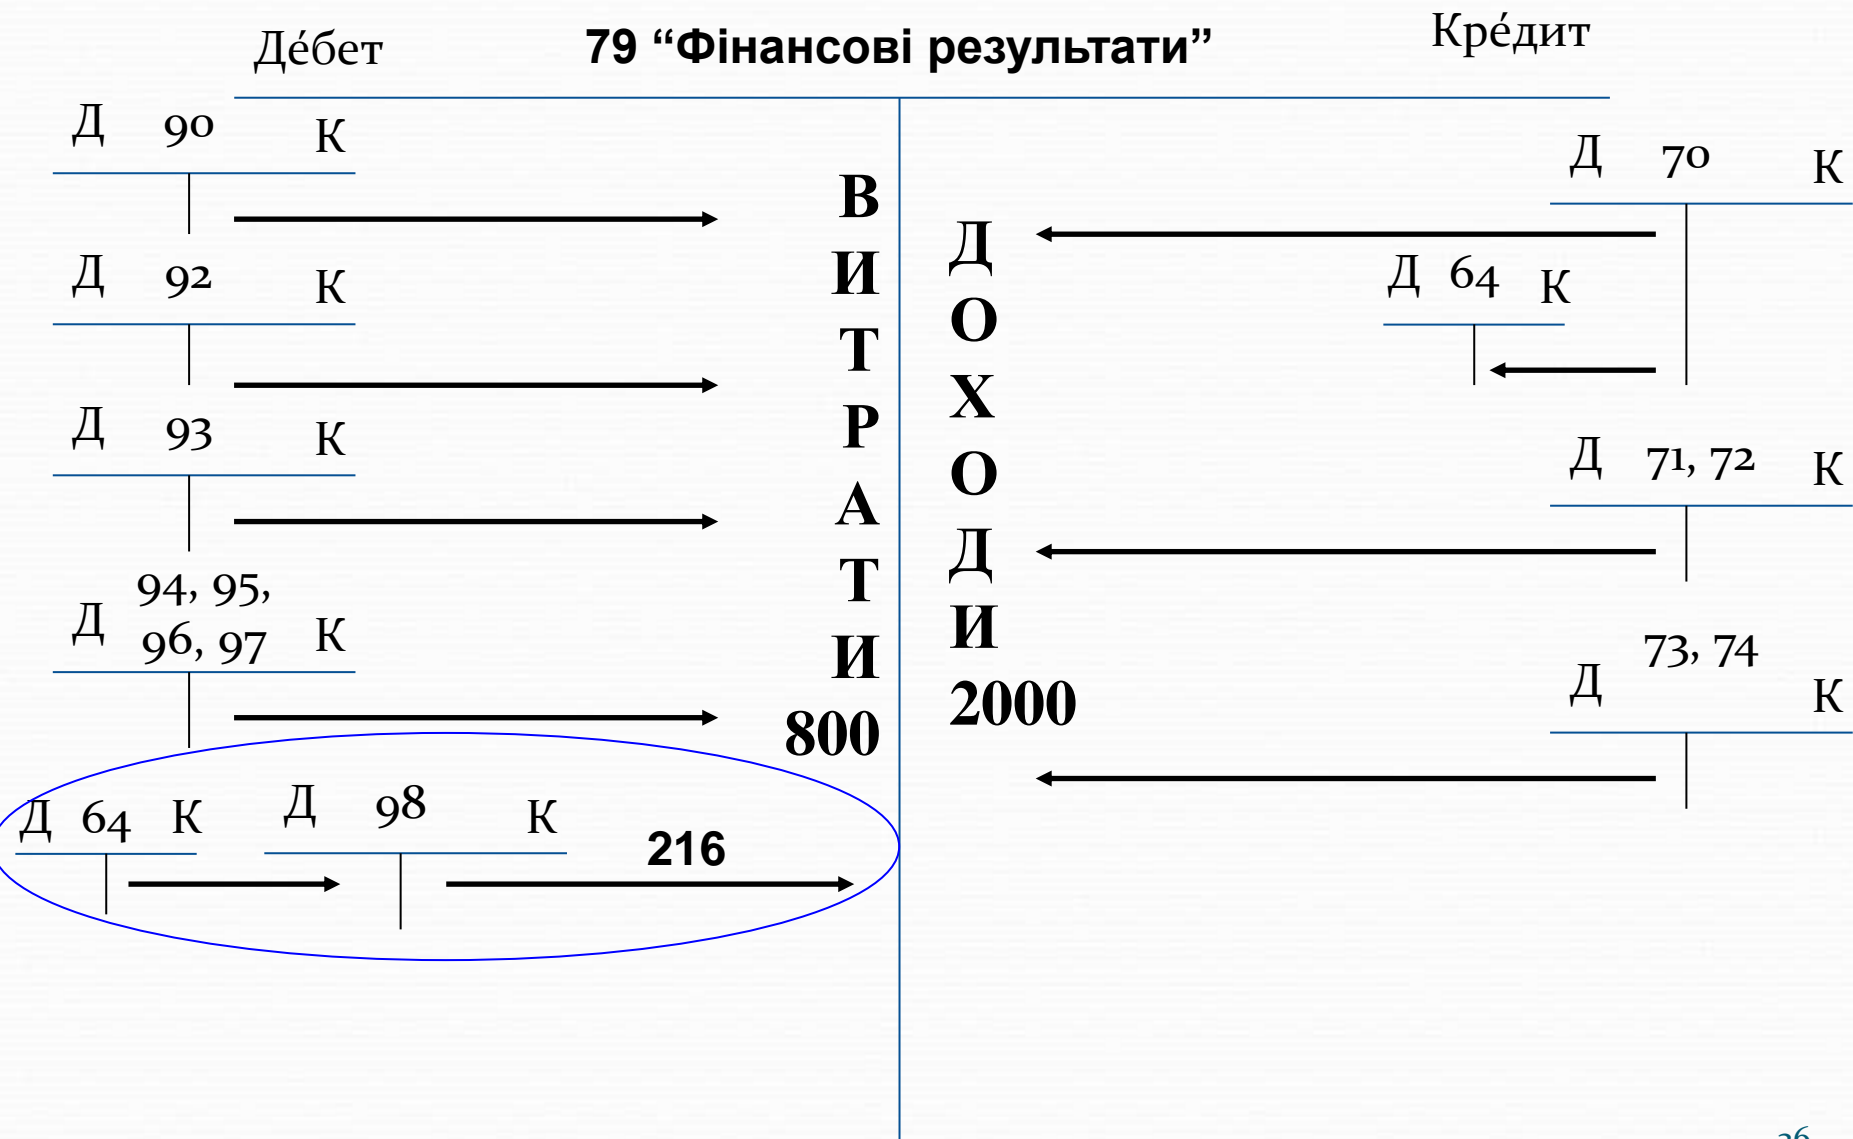 Де́бет
79 “Фінансові результати”
Кре́дит
Д 90 К
Д 92 К
Д 93 К
Д 94, 95, К
96, 97
Д 64 К
Д 98 К
216
В
И
Т
Р
А
Т
И
800
Д
О
Х
О
Д
И
2000
Д 70 К
Д 64 К
Д 71, 72 К
Д 73, 74 К